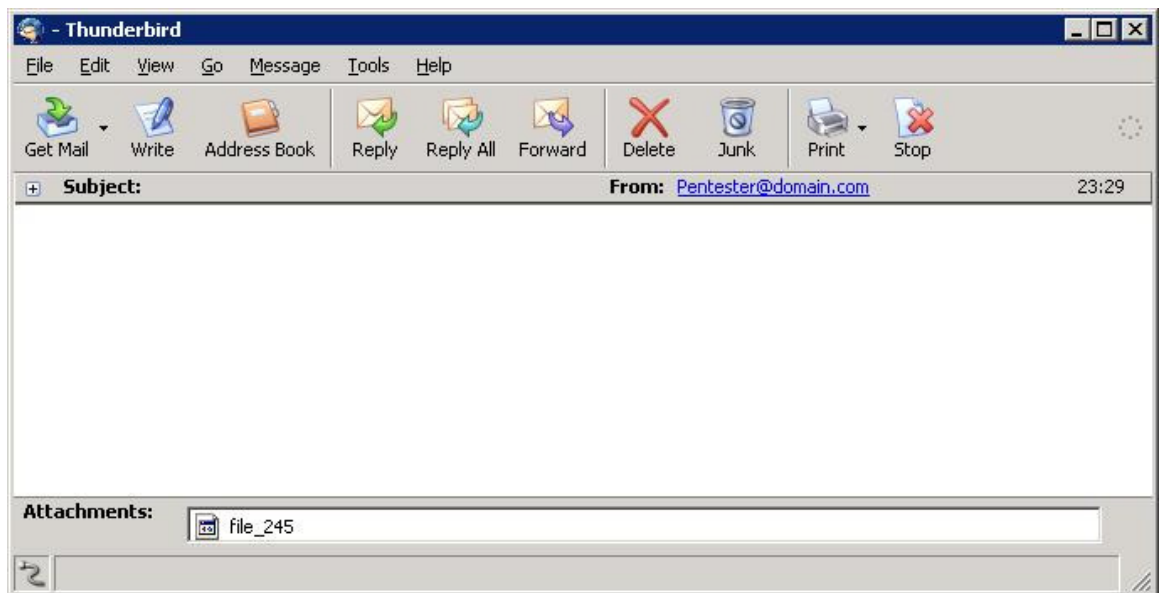 - Thunderbird
File Edit View Go Message Tools Help
Get Mail Write Address Book Reply Reply All Forward Delete Junk Print Stop
Subject: From: Pentester@domain.com 23:29
Attachments: file_245